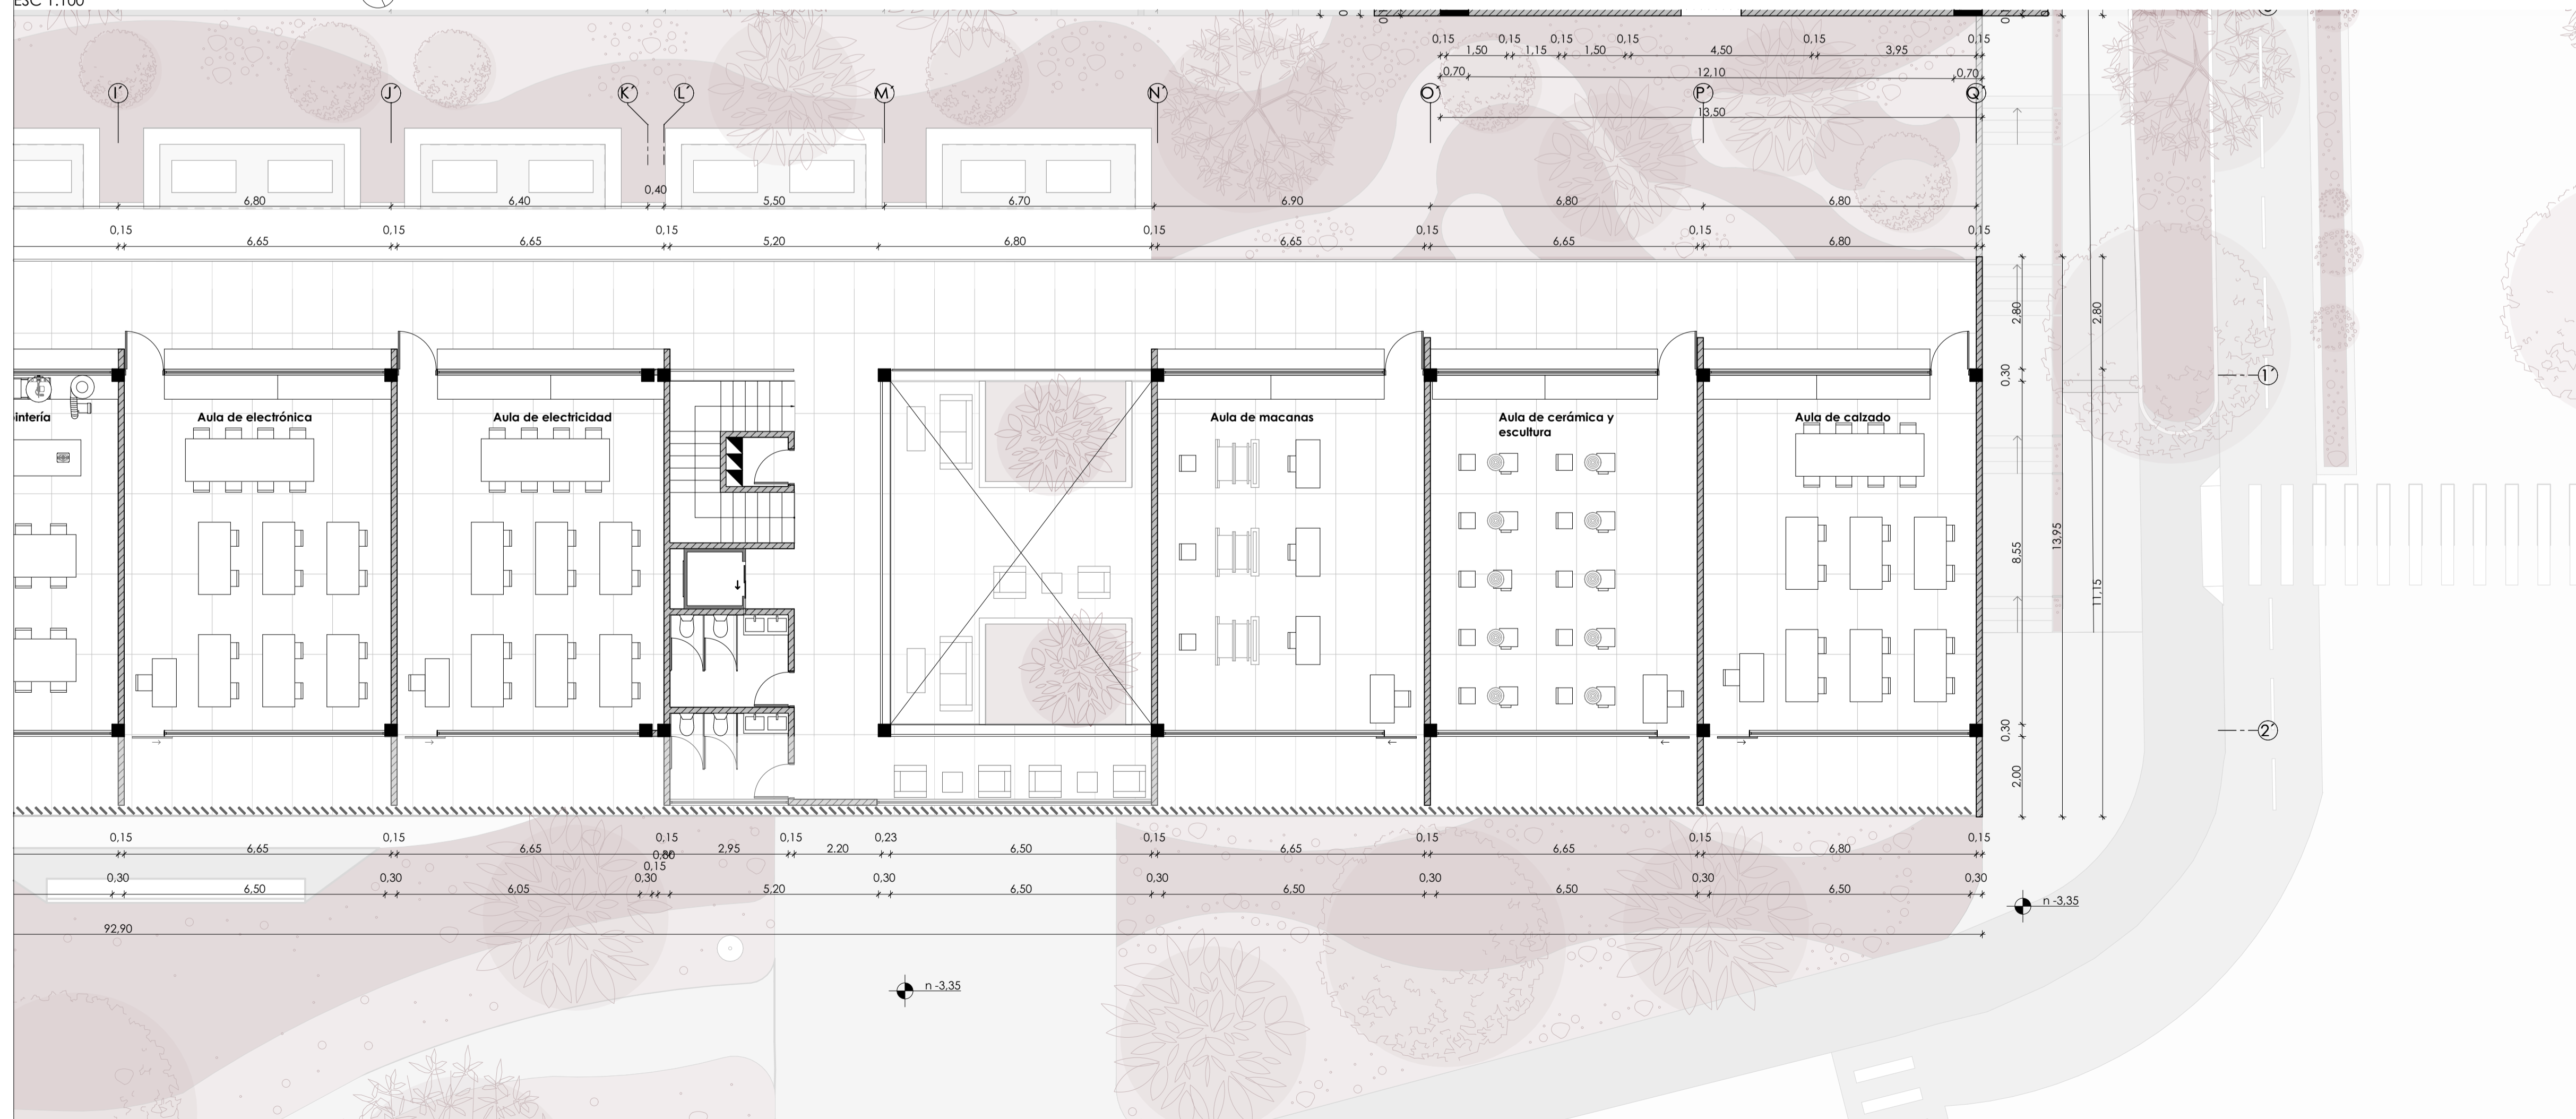 ESC 1:100
0,15 0,15 0,15 0,15 0,15 0,15
1,50 1,15 1,50 4,50 3,95
0,70 12,10 0,70
I´ J´ K´ L´ M´ N´ O´ P´ Q´
13,50
0,40
6,80 6,40 5,50 6,70 6,90 6,80 6,80
0,15 0,15 0,15 0,15 0,15 0,15 0,15
6,65 6,65 5,20 6,80 6,65 6,65 6,80
2,80 2,80
0,30 1´
intería Aula de electrónica Aula de electricidad Aula de macanas Aula de cerámica y Aula de calzado
escultura
8,55 13,95 11,15
0,30 2´
2,00
0,15 0,15 0,15 0,15 0,23 0,15 0,15 0,15 0,15
6,65 6,65 2,95 2,20 6,50 6,65 6,65 6,80
0,15
0,30 0,30 0,30 0,30 0,30 0,30 0,30 0,30
6,50 6,05 5,20 6,50 6,50 6,50 6,50
n -3,35
92,90
n -3,35